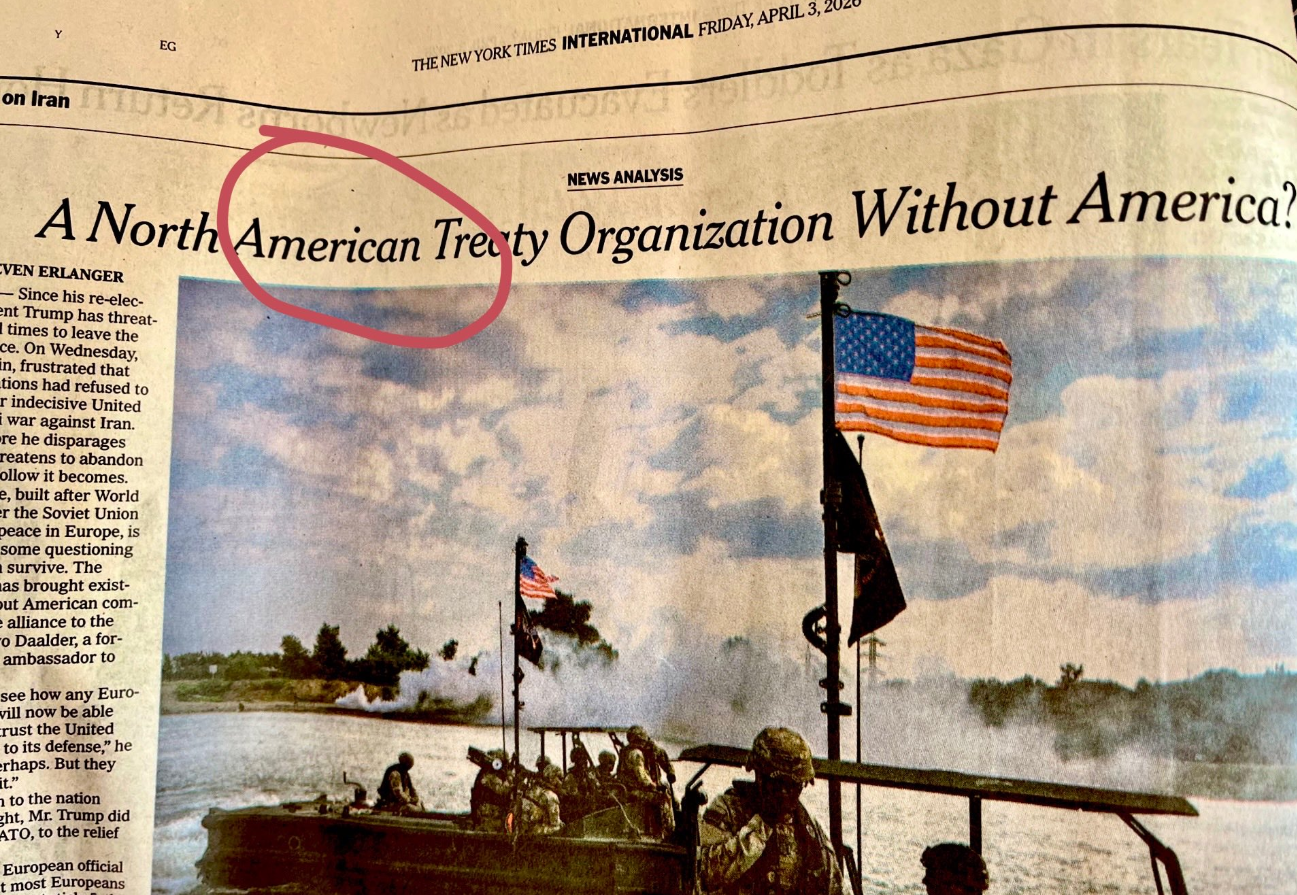 Y
EG
THE NEW YORK TIMES INTERNATIONAL FRIDAY, APRIL 3, 2026
on Iran
NEWS ANALYSIS
A North American Treaty Organization Without America?
EVEN ERLANGER
— Since his re-elec-
ent Trump has threat-
l times to leave the
ce. On Wednesday,
in, frustrated that
tions had refused to
r indecisive United
i war against Iran.
ore he disparages
reatens to abandon
ollow it becomes.
e, built after World
er the Soviet Union
peace in Europe, is
some questioning
n survive. The
has brought exist-
out American com-
e alliance to the
o Daalder, a for-
ambassador to
see how any Euro-
will now be able
trust the United
to its defense,” he
erhaps. But they
it.”
n to the nation
ght, Mr. Trump did
ATO, to the relief
European official
t most Europeans